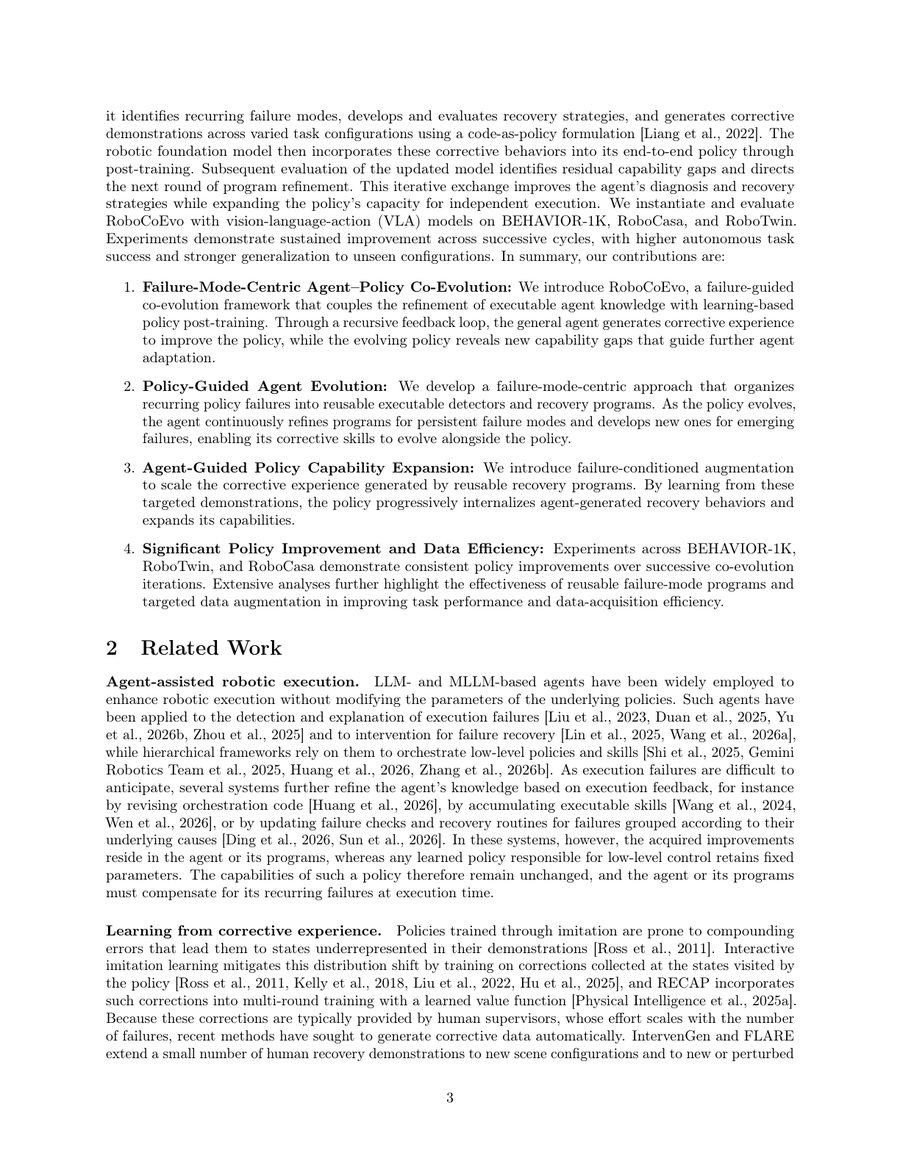 it identifies recurring failure modes, develops and evaluates recovery strategies, and generates corrective
demonstrations across varied task configurations using a code-as-policy formulation [Liang et al., 2022]. The
robotic foundation model then incorporates these corrective behaviors into its end-to-end policy through
post-training. Subsequent evaluation of the updated model identifies residual capability gaps and directs
the next round of program refinement. This iterative exchange improves the agent's diagnosis and recovery
strategies while expanding the policy's capacity for independent execution. We instantiate and evaluate
RoboCoEvo with vision-language-action (VLA) models on BEHAVIOR-1K, RoboCasa, and RoboTwin.
Experiments demonstrate sustained improvement across successive cycles, with higher autonomous task
success and stronger generalization to unseen configurations. In summary, our contributions are:
1. Failure-Mode-Centric Agent–Policy Co-Evolution: We introduce RoboCoEvo, a failure-guided
co-evolution framework that couples the refinement of executable agent knowledge with learning-based
policy post-training. Through a recursive feedback loop, the general agent generates corrective experience
to improve the policy, while the evolving policy reveals new capability gaps that guide further agent
adaptation.
2. Policy-Guided Agent Evolution: We develop a failure-mode-centric approach that organizes
recurring policy failures into reusable executable detectors and recovery programs. As the policy evolves,
the agent continuously refines programs for persistent failure modes and develops new ones for emerging
failures, enabling its corrective skills to evolve alongside the policy.
3. Agent-Guided Policy Capability Expansion: We introduce failure-conditioned augmentation
to scale the corrective experience generated by reusable recovery programs. By learning from these
targeted demonstrations, the policy progressively internalizes agent-generated recovery behaviors and
expands its capabilities.
4. Significant Policy Improvement and Data Efficiency: Experiments across BEHAVIOR-1K,
RoboTwin, and RoboCasa demonstrate consistent policy improvements over successive co-evolution
iterations. Extensive analyses further highlight the effectiveness of reusable failure-mode programs and
targeted data augmentation in improving task performance and data-acquisition efficiency.
2 Related Work
Agent-assisted robotic execution. LLM- and MLLM-based agents have been widely employed to
enhance robotic execution without modifying the parameters of the underlying policies. Such agents have
been applied to the detection and explanation of execution failures [Liu et al., 2023, Duan et al., 2025, Yu
et al., 2026b, Zhou et al., 2025] and to intervention for failure recovery [Lin et al., 2025, Wang et al., 2026a],
while hierarchical frameworks rely on them to orchestrate low-level policies and skills [Shi et al., 2025, Gemini
Robotics Team et al., 2025, Huang et al., 2026, Zhang et al., 2026b]. As execution failures are difficult to
anticipate, several systems further refine the agent's knowledge based on execution feedback, for instance
by revising orchestration code [Huang et al., 2026], by accumulating executable skills [Wang et al., 2024,
Wen et al., 2026], or by updating failure checks and recovery routines for failures grouped according to their
underlying causes [Ding et al., 2026, Sun et al., 2026]. In these systems, however, the acquired improvements
reside in the agent or its programs, whereas any learned policy responsible for low-level control retains fixed
parameters. The capabilities of such a policy therefore remain unchanged, and the agent or its programs
must compensate for its recurring failures at execution time.
Learning from corrective experience. Policies trained through imitation are prone to compounding
errors that lead them to states underrepresented in their demonstrations [Ross et al., 2011]. Interactive
imitation learning mitigates this distribution shift by training on corrections collected at the states visited by
the policy [Ross et al., 2011, Kelly et al., 2018, Liu et al., 2022, Hu et al., 2025], and RECAP incorporates
such corrections into multi-round training with a learned value function [Physical Intelligence et al., 2025a].
Because these corrections are typically provided by human supervisors, whose effort scales with the number
of failures, recent methods have sought to generate corrective data automatically. IntervenGen and FLARE
extend a small number of human recovery demonstrations to new scene configurations and to new or perturbed
3